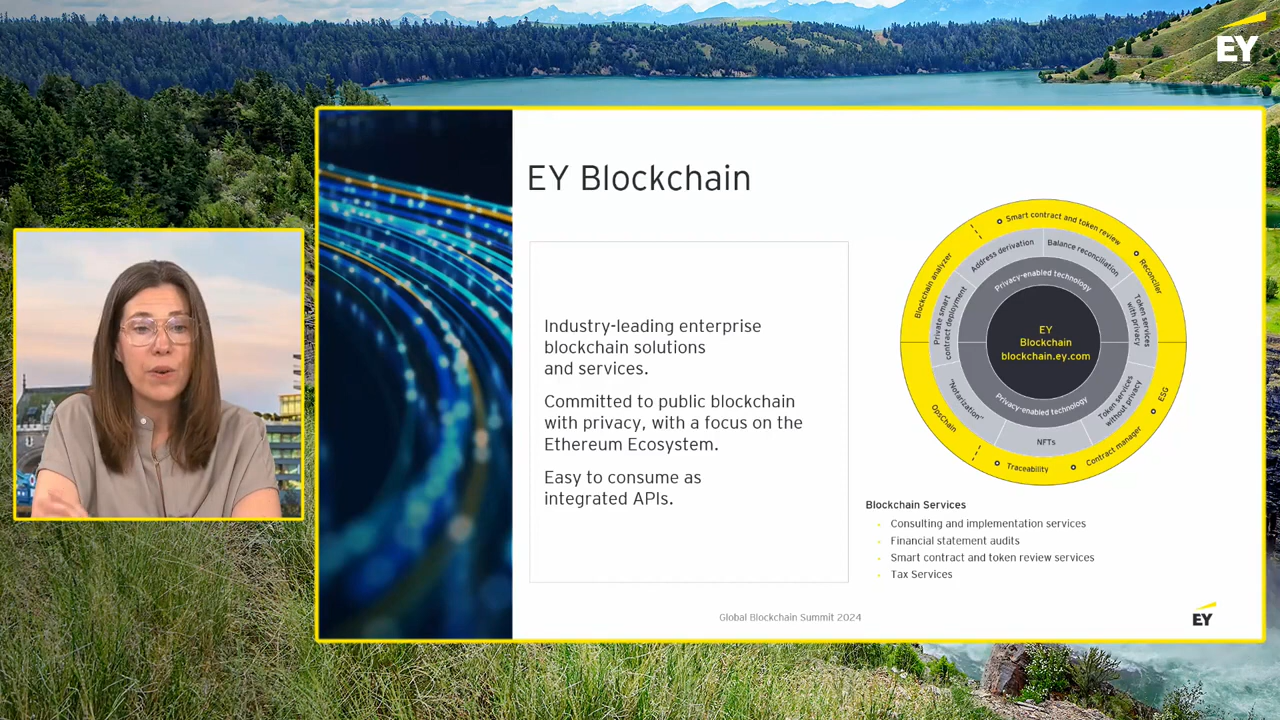 EY
EY Blockchain
Industry-leading enterprise
blockchain solutions
and services.
Committed to public blockchain
with privacy, with a focus on the
Ethereum Ecosystem.
Easy to consume as
integrated APIs.
Blockchain analyzer
Smart contract and token review
Reconciler
Address derivation
Balance reconciliation
Private smart
contract deployment
Token services
with privacy
Privacy-enabled technology
EY
Blockchain
blockchain.ey.com
Privacy-enabled technology
"Notarization"
NFTs
Token services
without privacy
OpsChain
Traceability
Contract manager
ESG
Blockchain Services
Consulting and implementation services
Financial statement audits
Smart contract and token review services
Tax Services
Global Blockchain Summit 2024
EY